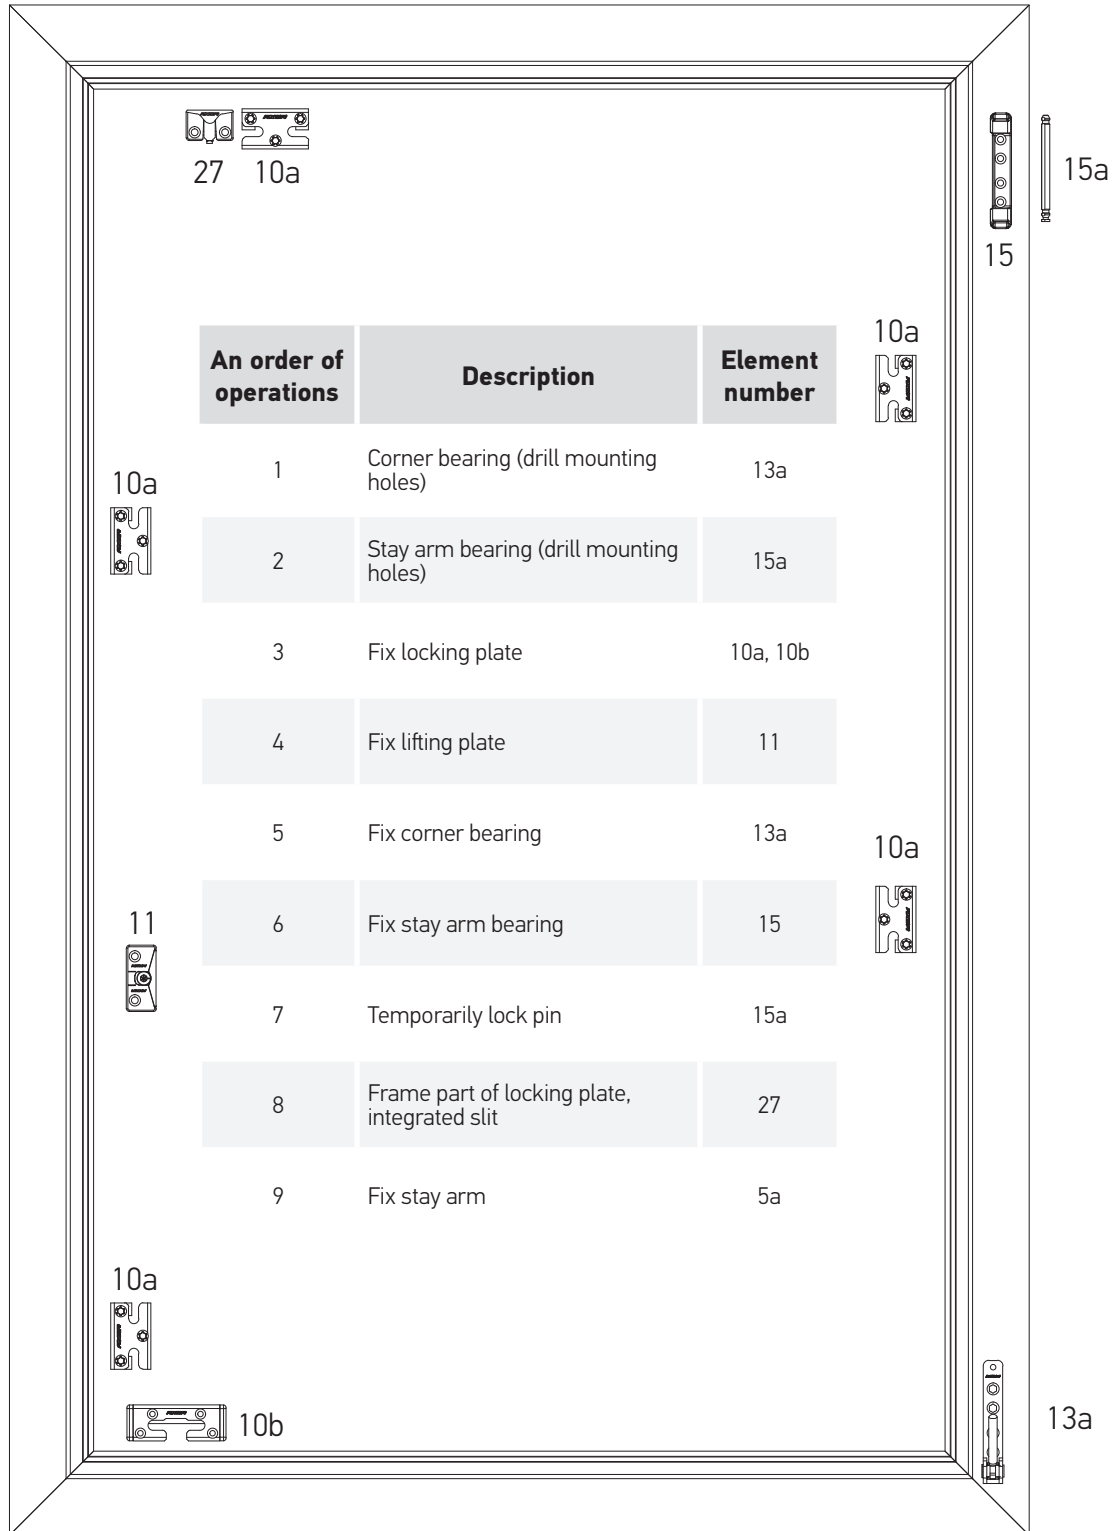 27 10a
15a
15
10a
An order of
operations
Description
Element
number
10a
1
Corner bearing (drill mounting
holes)
13a
2
Stay arm bearing (drill mounting
holes)
15a
3
Fix locking plate
10a, 10b
4
Fix lifting plate
11
5
Fix corner bearing
13a
10a
11
6
Fix stay arm bearing
15
7
Temporarily lock pin
15a
8
Frame part of locking plate,
integrated slit
27
9
Fix stay arm
5a
10a
10b
13a